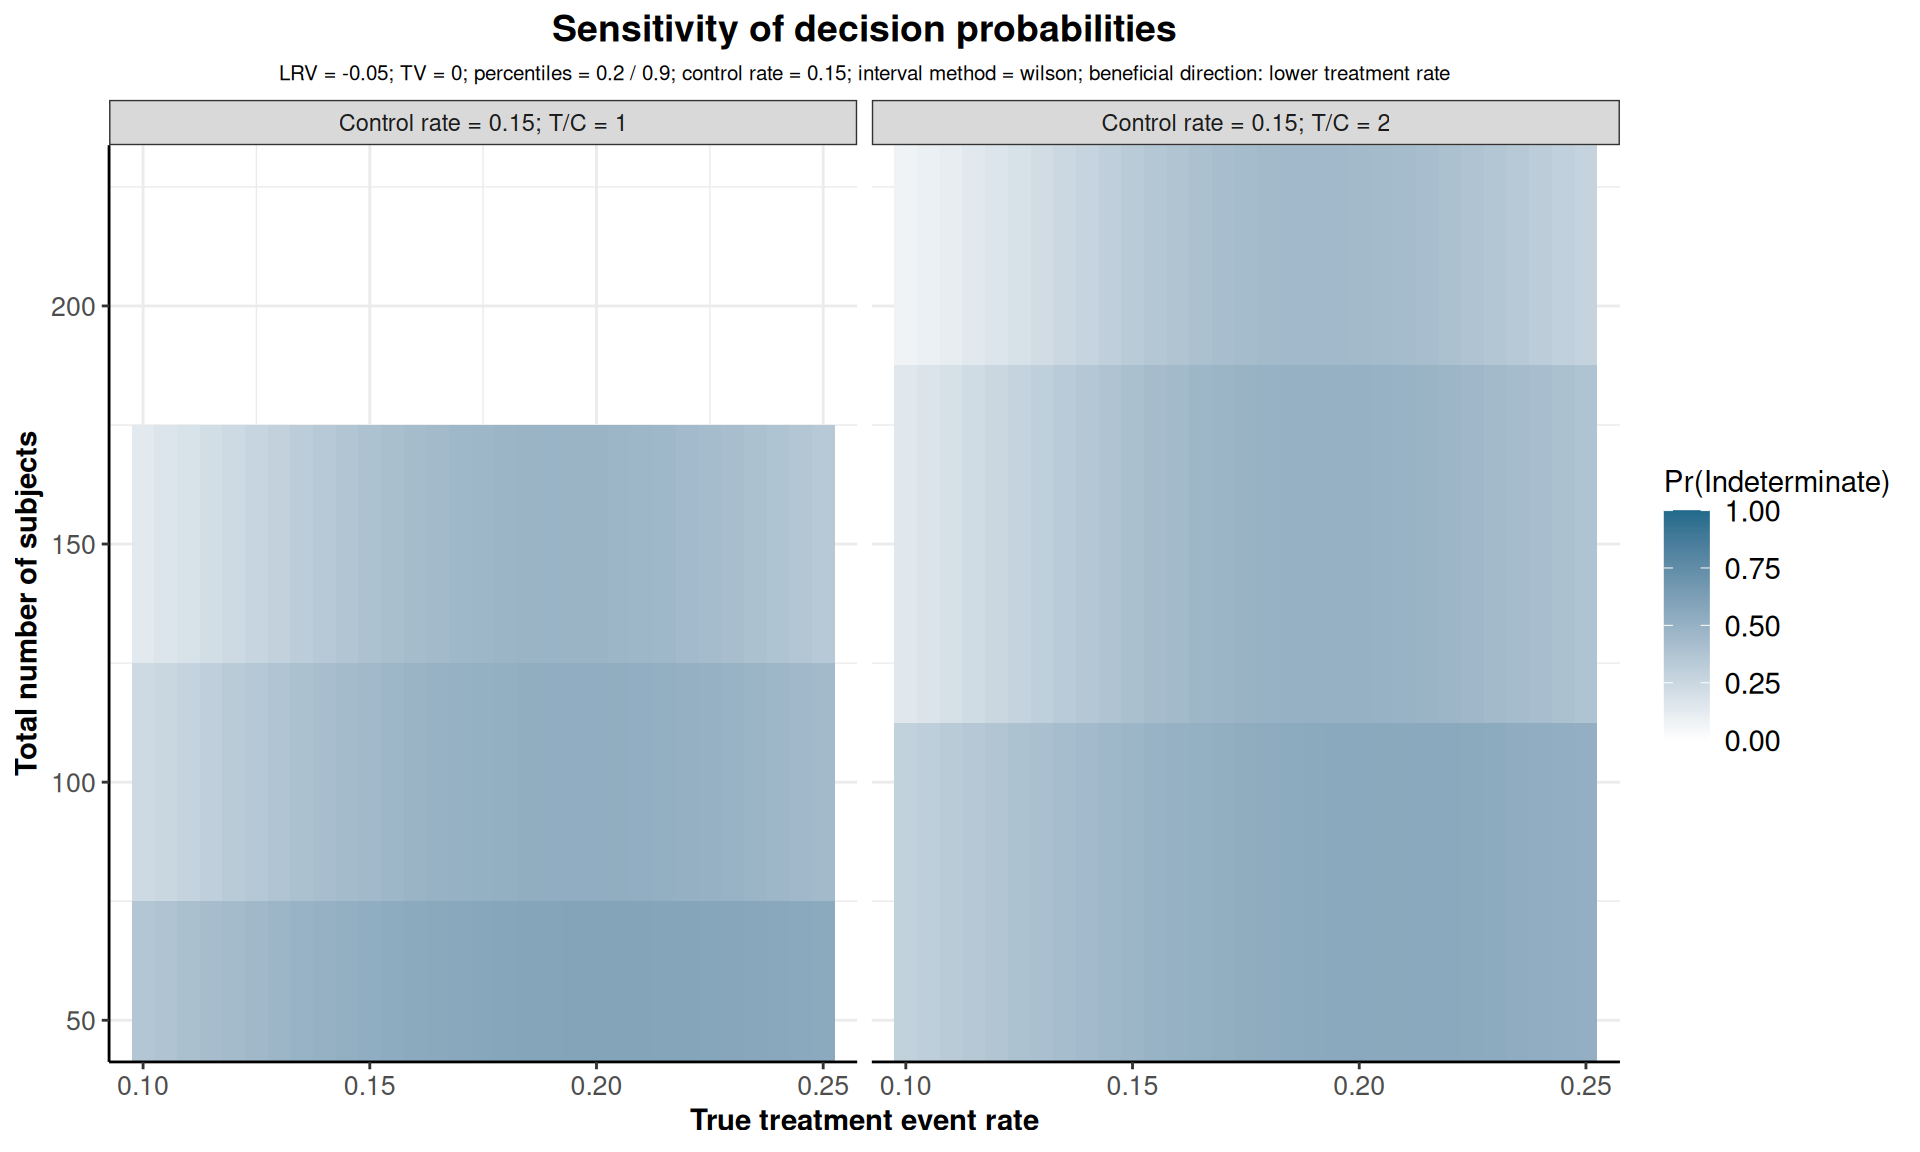 Sensitivity of decision probabilities
LRV = -0.05; TV = 0; percentiles = 0.2 / 0.9; control rate = 0.15; interval method = wilson; beneficial direction: lower treatment rate
Control rate = 0.15; T/C = 1
Control rate = 0.15; T/C = 2
Total number of subjects
200
150
100
50
0.10 0.15 0.20 0.25
0.10 0.15 0.20 0.25
True treatment event rate
Pr(Indeterminate)
1.00
0.75
0.50
0.25
0.00